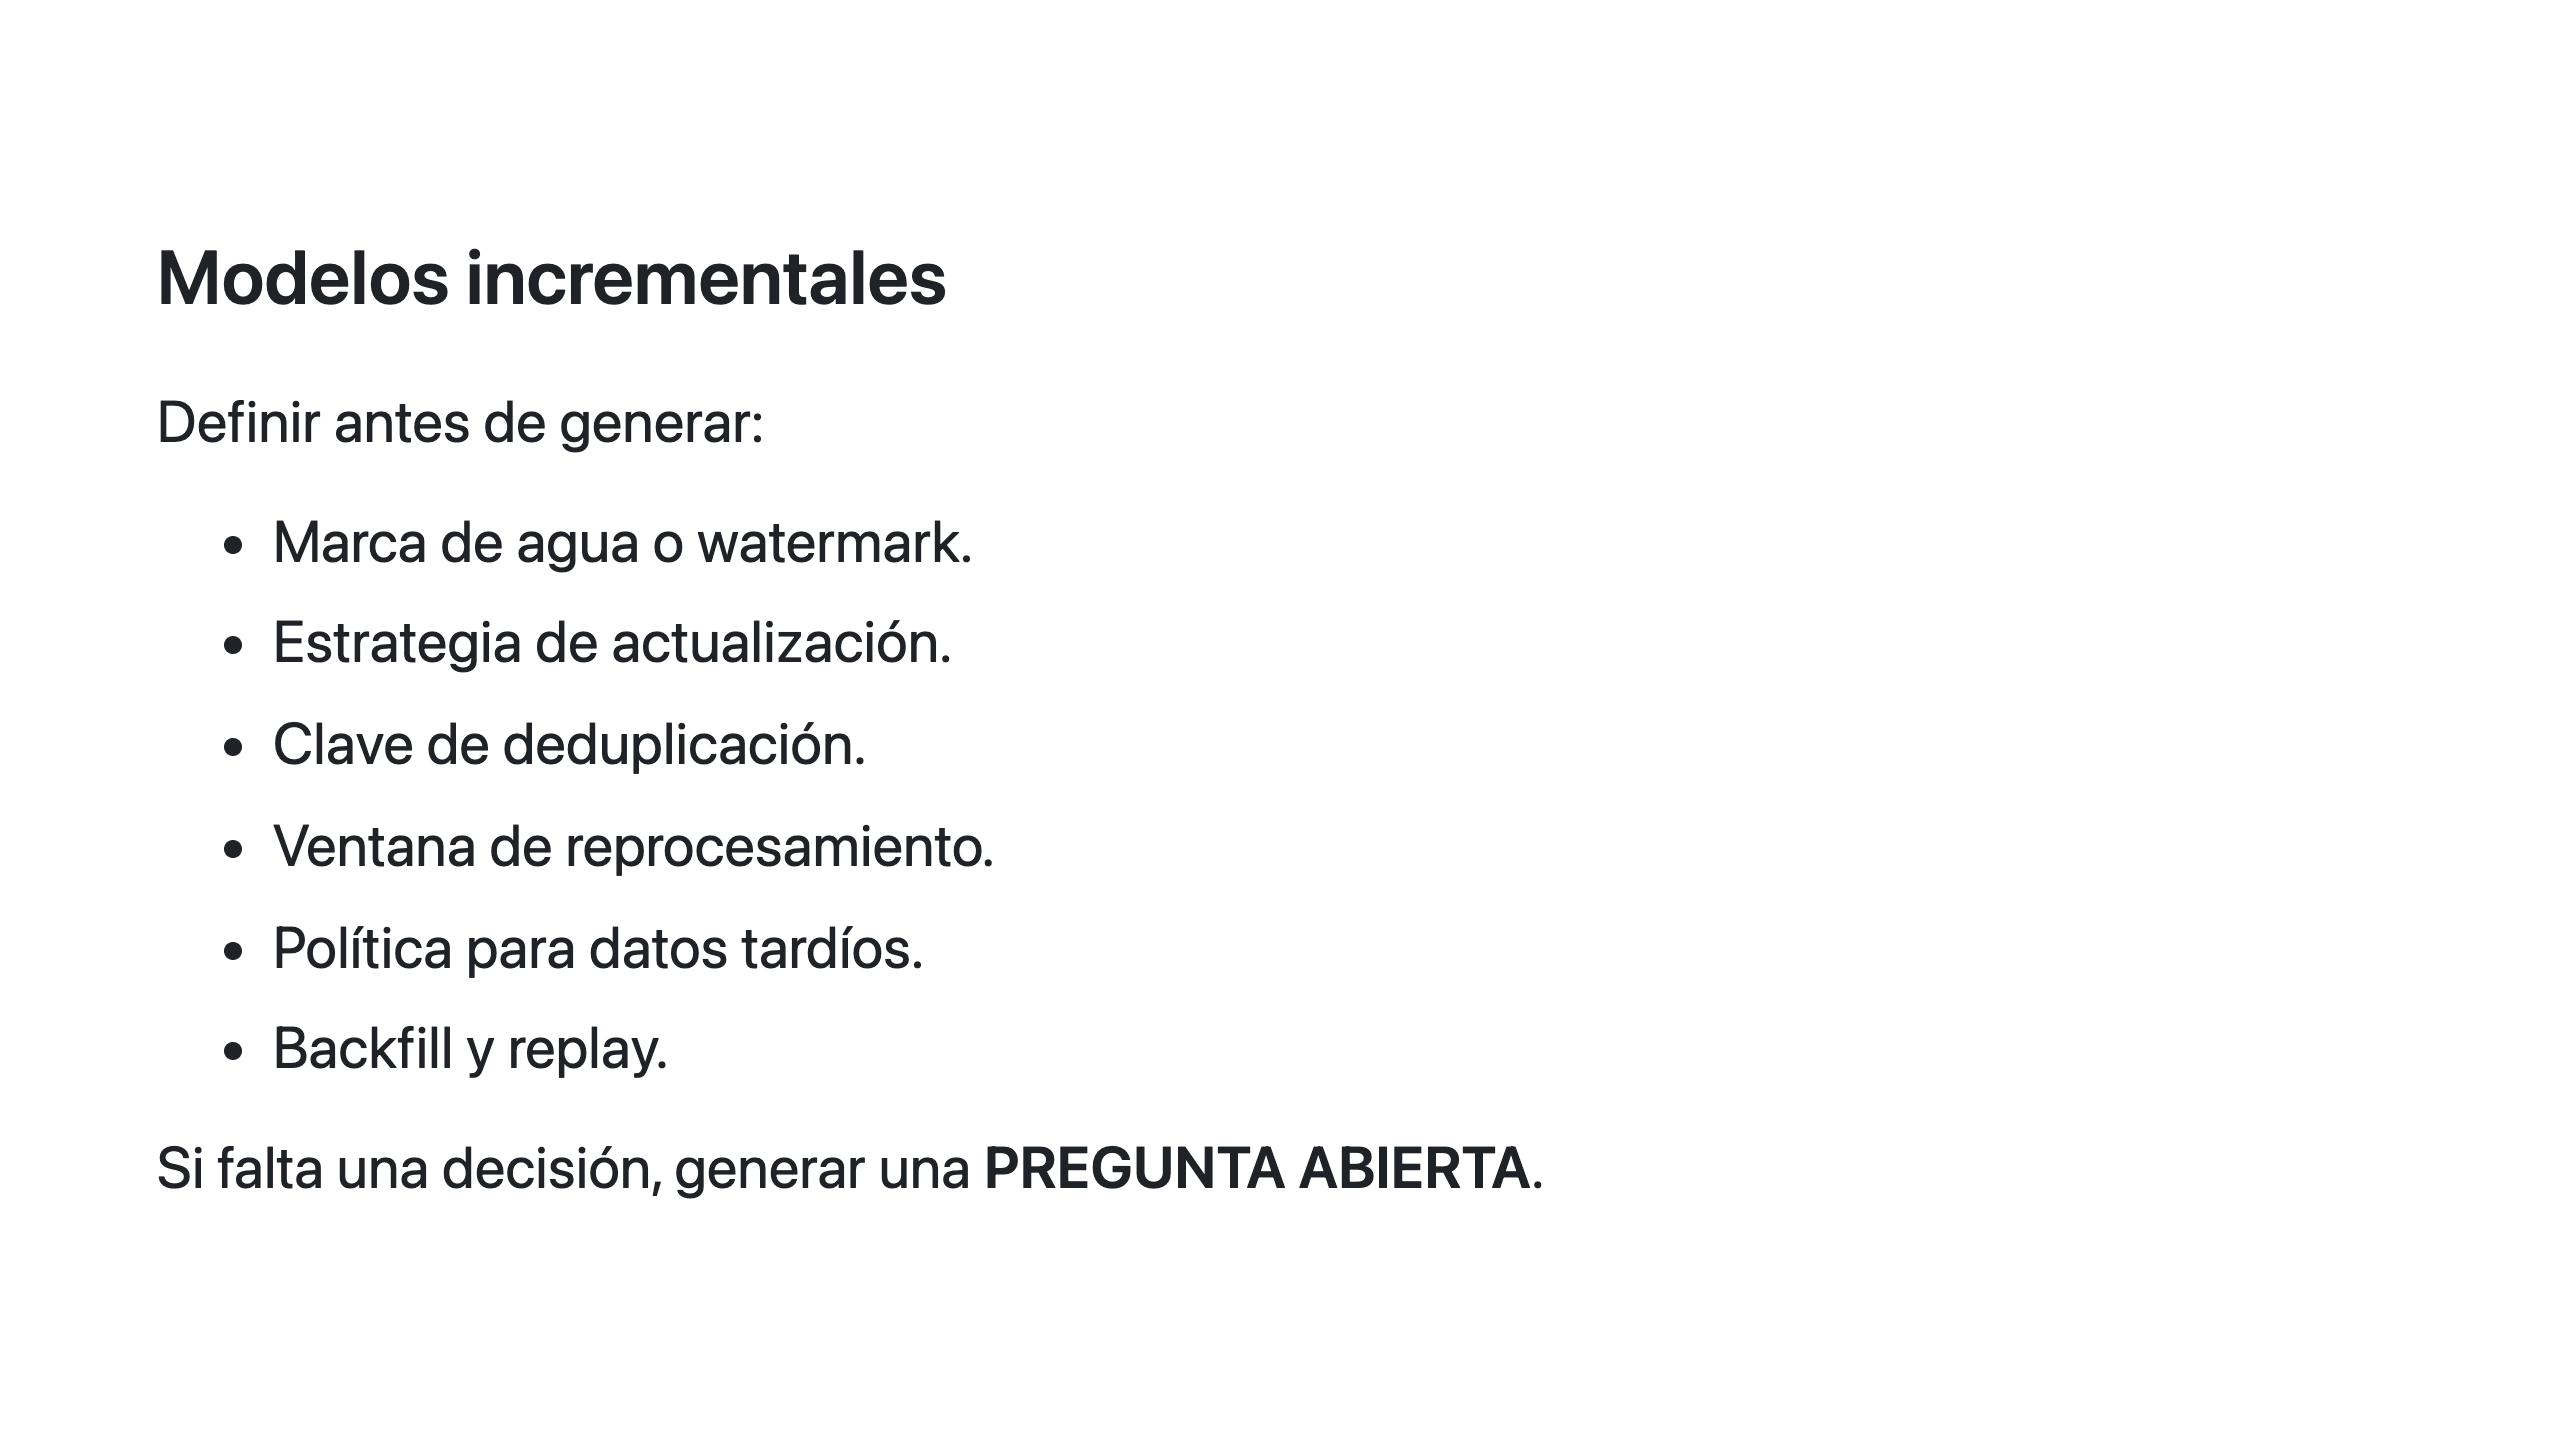 Modelos incrementales
Definir antes de generar:
• Marca de agua o watermark.
• Estrategia de actualización.
• Clave de deduplicación.
• Ventana de reprocesamiento.
• Política para datos tardíos.
• Backfill y replay.
Si falta una decisión, generar una PREGUNTA ABIERTA.